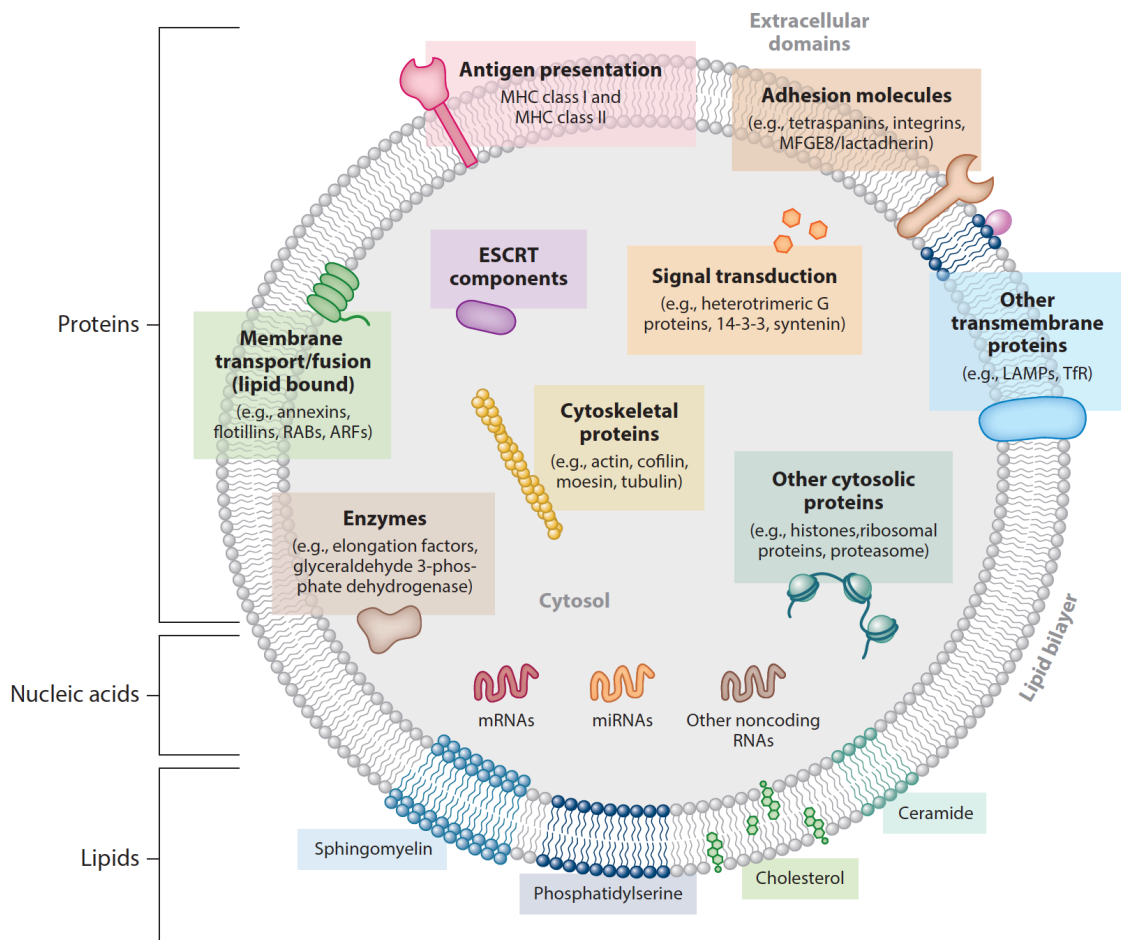 Extracellular
domains
Antigen presentation
MHC class I and
MHC class II
Adhesion molecules
(e.g., tetraspanins, integrins,
MFGE8/lactadherin)
ESCRT
components
Signal transduction
(e.g., heterotrimeric G
proteins, 14-3-3, syntenin)
Other
transmembrane
proteins
(e.g., LAMPs, TfR)
Proteins
Membrane
transport/fusion
(lipid bound)
(e.g., annexins,
flotillins, RABs, ARFs)
Cytoskeletal
proteins
(e.g., actin, cofilin,
moesin, tubulin)
Other cytosolic
proteins
(e.g., histones,ribosomal
proteins, proteasome)
Enzymes
(e.g., elongation factors,
glyceraldehyde 3-phos-
phate dehydrogenase)
Cytosol
Lipid bilayer
Nucleic acids
mRNAs
miRNAs
Other noncoding
RNAs
Lipids
Sphingomyelin
Phosphatidylserine
Cholesterol
Ceramide